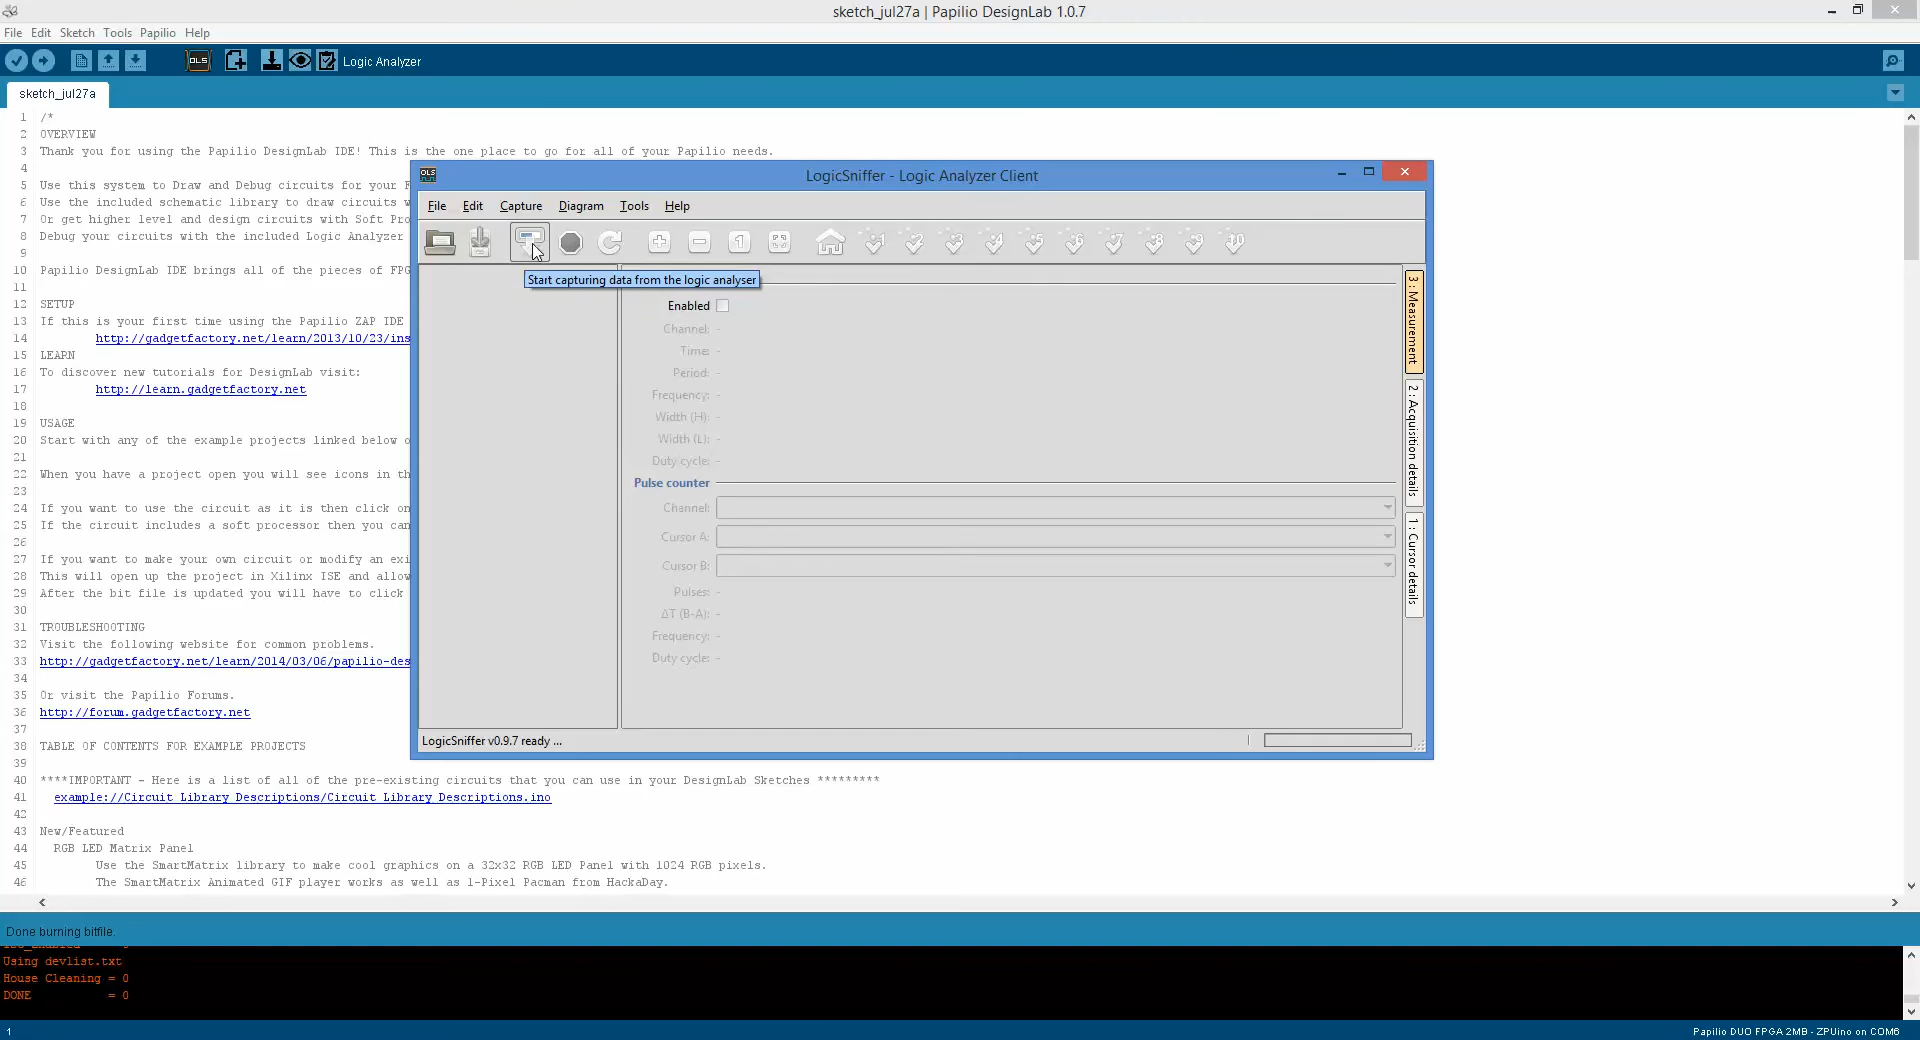 sketch_jul27a | Papilio DesignLab 1.0.7
File Edit Sketch Tools Papilio Help
OLS Logic Analyzer
sketch_jul27a
1 /*
2 OVERVIEW
3 Thank you for using the Papilio DesignLab IDE! This is the one place to go for all of your Papilio needs.
4
5 Use this system to Draw and Debug circuits for your F
6 Use the included schematic library to draw circuits w
7 Or get higher level and design circuits with Soft Pro
8 Debug your circuits with the included Logic Analyzer
9
10 Papilio DesignLab IDE brings all of the pieces of FPG
11
12 SETUP
13 If this is your first time using the Papilio ZAP IDE
14 http://gadgetfactory.net/learn/2013/10/23/ins
15 LEARN
16 To discover new tutorials for DesignLab visit:
17 http://learn.gadgetfactory.net
18
19 USAGE
20 Start with any of the example projects linked below o
21
22 When you have a project open you will see icons in th
23
24 If you want to use the circuit as it is then click on
25 If the circuit includes a soft processor then you can
26
27 If you want to make your own circuit or modify an exi
28 This will open up the project in Xilinx ISE and allow
29 After the bit file is updated you will have to click
30
31 TROUBLESHOOTING
32 Visit the following website for common problems.
33 http://gadgetfactory.net/learn/2014/03/06/papilio-des
34
35 Or visit the Papilio Forums.
36 http://forum.gadgetfactory.net
37
38 TABLE OF CONTENTS FOR EXAMPLE PROJECTS
39
40 ****IMPORTANT - Here is a list of all of the pre-existing circuits that you can use in your DesignLab Sketches *********
41 example://Circuit_Library_Descriptions/Circuit_Library_Descriptions.ino
42
43 New/Featured
44 RGB LED Matrix Panel
45 Use the SmartMatrix library to make cool graphics on a 32x32 RGB LED Panel with 1024 RGB pixels.
46 The SmartMatrix Animated GIF player works as well as 1-Pixel Pacman from HackaDay.
OLS LogicSniffer - Logic Analyzer Client
File Edit Capture Diagram Tools Help
1 1 2 3 4 5 6 7 8 9 10
Start capturing data from the logic analyser
Enabled
Channel: -
Time: -
Period: -
Frequency: -
Width (H): -
Width (L): -
Duty cycle: -
Pulse counter
Channel:
Cursor A:
Cursor B:
Pulses: -
ΔT (B-A): -
Frequency: -
Duty cycle: -
3 : Measurement
2 : Acquisition details
1 : Cursor details
LogicSniffer v0.9.7 ready ...
Done burning bitfile.
Using devlist.txt
House Cleaning = 0
DONE = 0
1 Papilio DUO FPGA 2MB - ZPUino on COM6